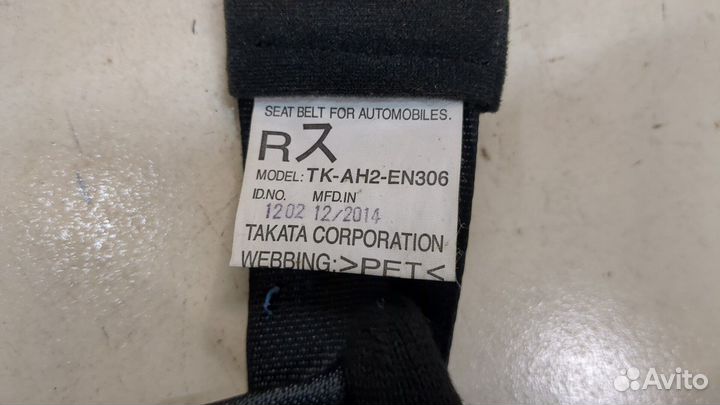 SEAT BELT FOR AUTOMOBILES.
Rス
MODEL: TK-AH2-EN306
ID.NO. MFD.IN
1202 12/2014
TAKATA CORPORATION
WEBBING:>PET<
Avito